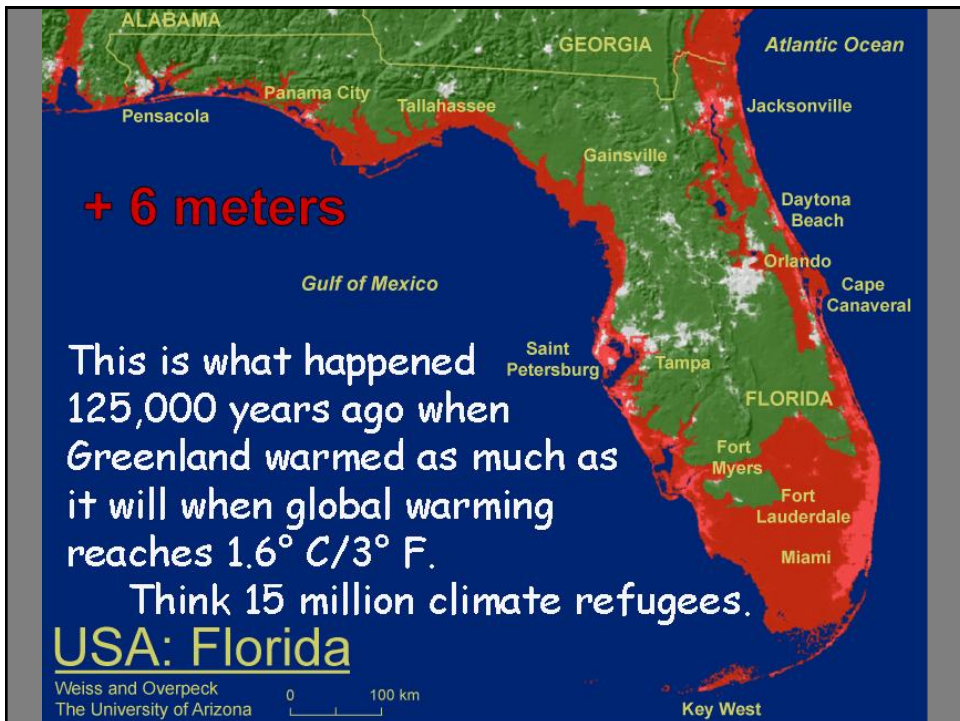 ALABAMA
GEORGIA
Atlantic Ocean
Panama City
Tallahassee
Pensacola
Jacksonville
Gainsville
+ 6 meters
Daytona
Beach
Orlando
Gulf of Mexico
Cape
Canaveral
This is what happened
125,000 years ago when
Greenland warmed as much as
it will when global warming
reaches 1.6° C/3° F.
Think 15 million climate refugees.
Saint
Petersburg
Tampa
FLORIDA
Fort
Myers
Fort
Lauderdale
Miami
USA: Florida
Weiss and Overpeck
The University of Arizona
0 100 km
Key West